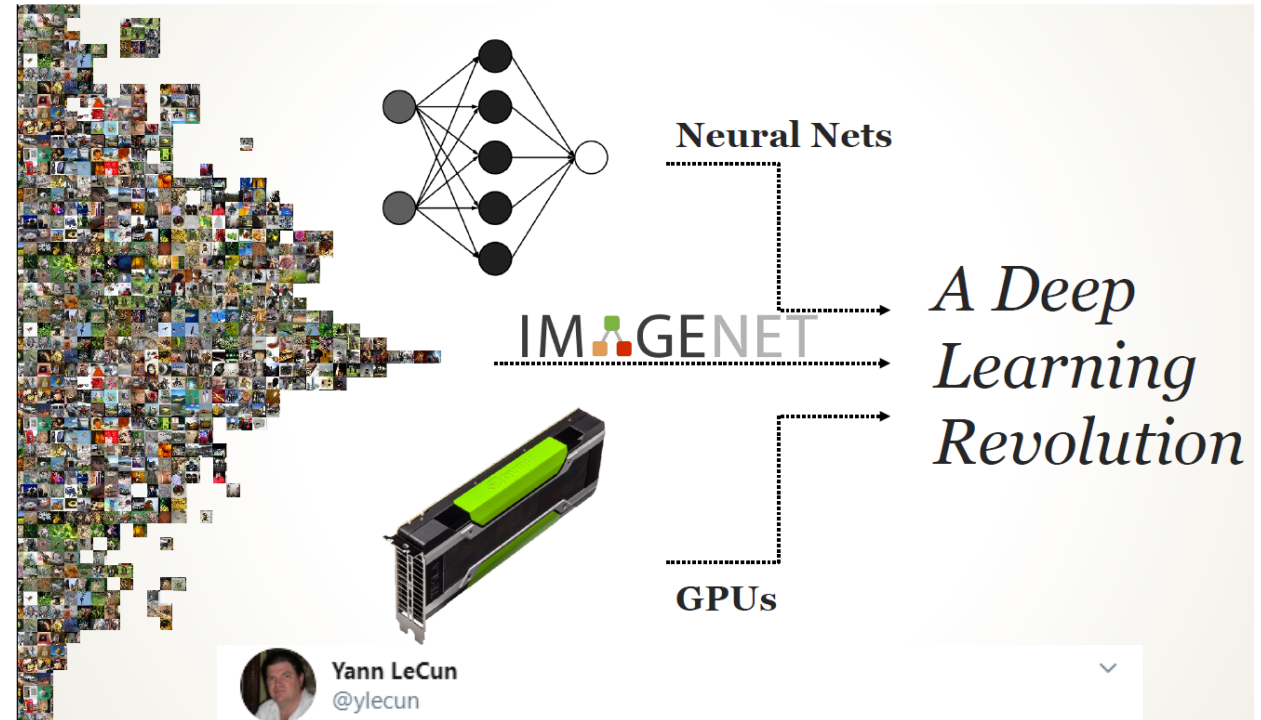 Neural Nets
IMAGENET
A Deep
Learning
Revolution
GPUs
Yann LeCun
@ylecun